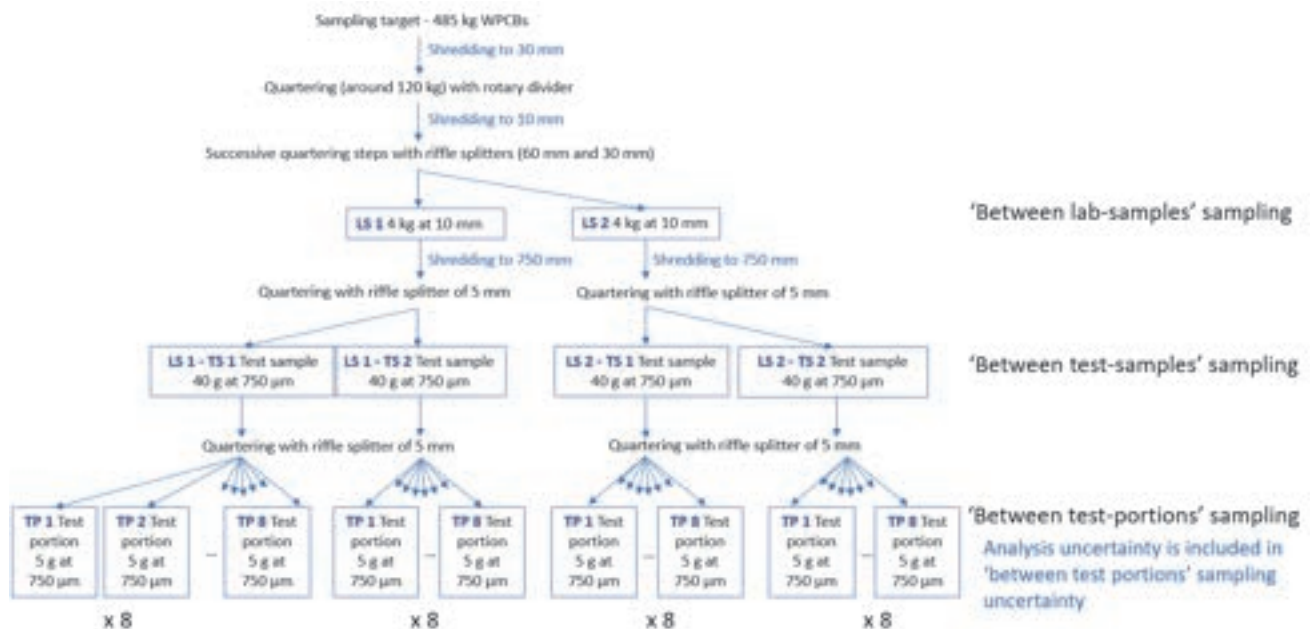 Sampling target - 485 kg WPCBs
Shredding to 30 mm
Quartering (around 120 kg) with rotary divider
Shredding to 10 mm
Successive quartering steps with riffle splitters (60 mm and 30 mm)
LS 1 4 kg at 10 mm
LS 2 4 kg at 10 mm
'Between lab-samples' sampling
Shredding to 750 mm
Shredding to 750 mm
Quartering with riffle splitter of 5 mm
Quartering with riffle splitter of 5 mm
LS 1 - TS 1 Test sample
40 g at 750 µm
LS 1 - TS 2 Test sample
40 g at 750 µm
LS 2 - TS 1 Test sample
40 g at 750 µm
LS 2 - TS 2 Test sample
40 g at 750 µm
'Between test-samples' sampling
Quartering with riffle splitter of 5 mm
Quartering with riffle splitter of 5 mm
TP 1 Test
portion
5 g at
750 µm
TP 2 Test
portion
5 g at
750 µm
...
TP 8 Test
portion
5 g at
750 µm
TP 1 Test
portion
5 g at
750 µm
...
TP 8 Test
portion
5 g at
750 µm
TP 1 Test
portion
5 g at
750 µm
...
TP 8 Test
portion
5 g at
750 µm
TP 1 Test
portion
5 g at
750 µm
...
TP 8 Test
portion
5 g at
750 µm
'Between test-portions' sampling
Analysis uncertainty is included in
'between test portions' sampling
uncertainty
x 8
x 8
x 8
x 8